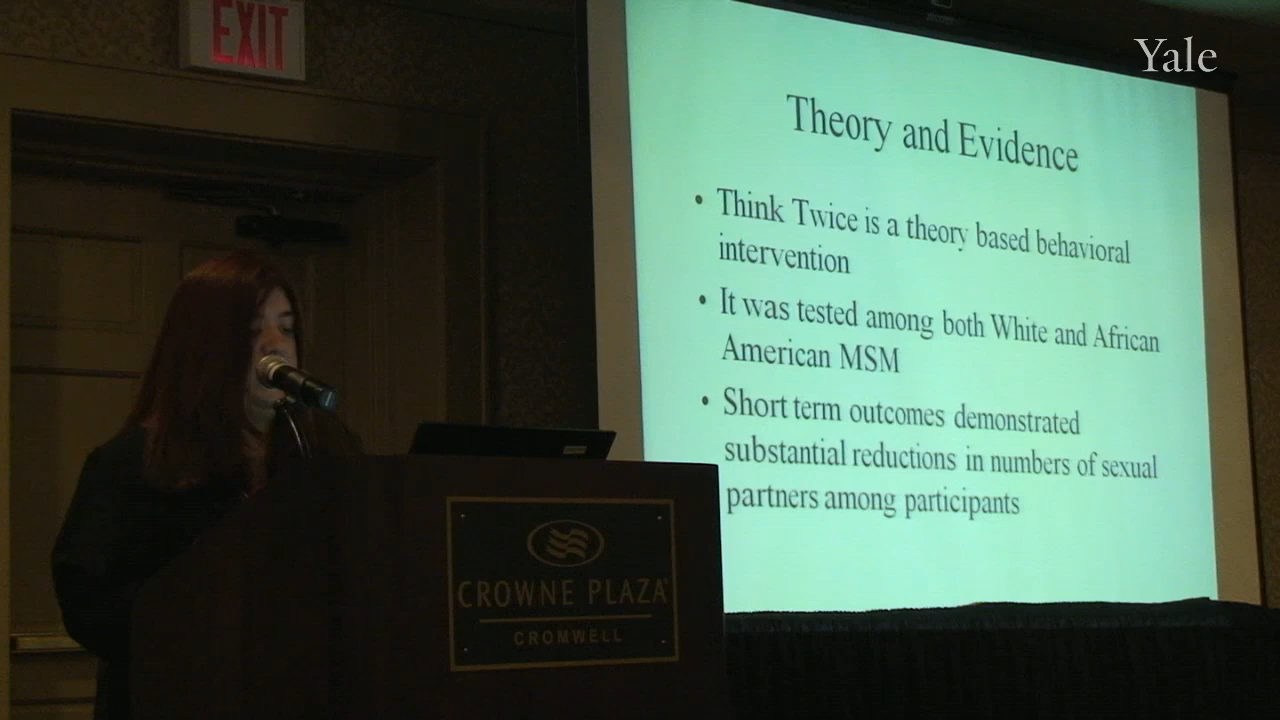 EXIT
Yale
Theory and Evidence
• Think Twice is a theory based behavioral
intervention
• It was tested among both White and African
American MSM
• Short term outcomes demonstrated
substantial reductions in numbers of sexual
partners among participants
CROWNE PLAZA
CROMWELL